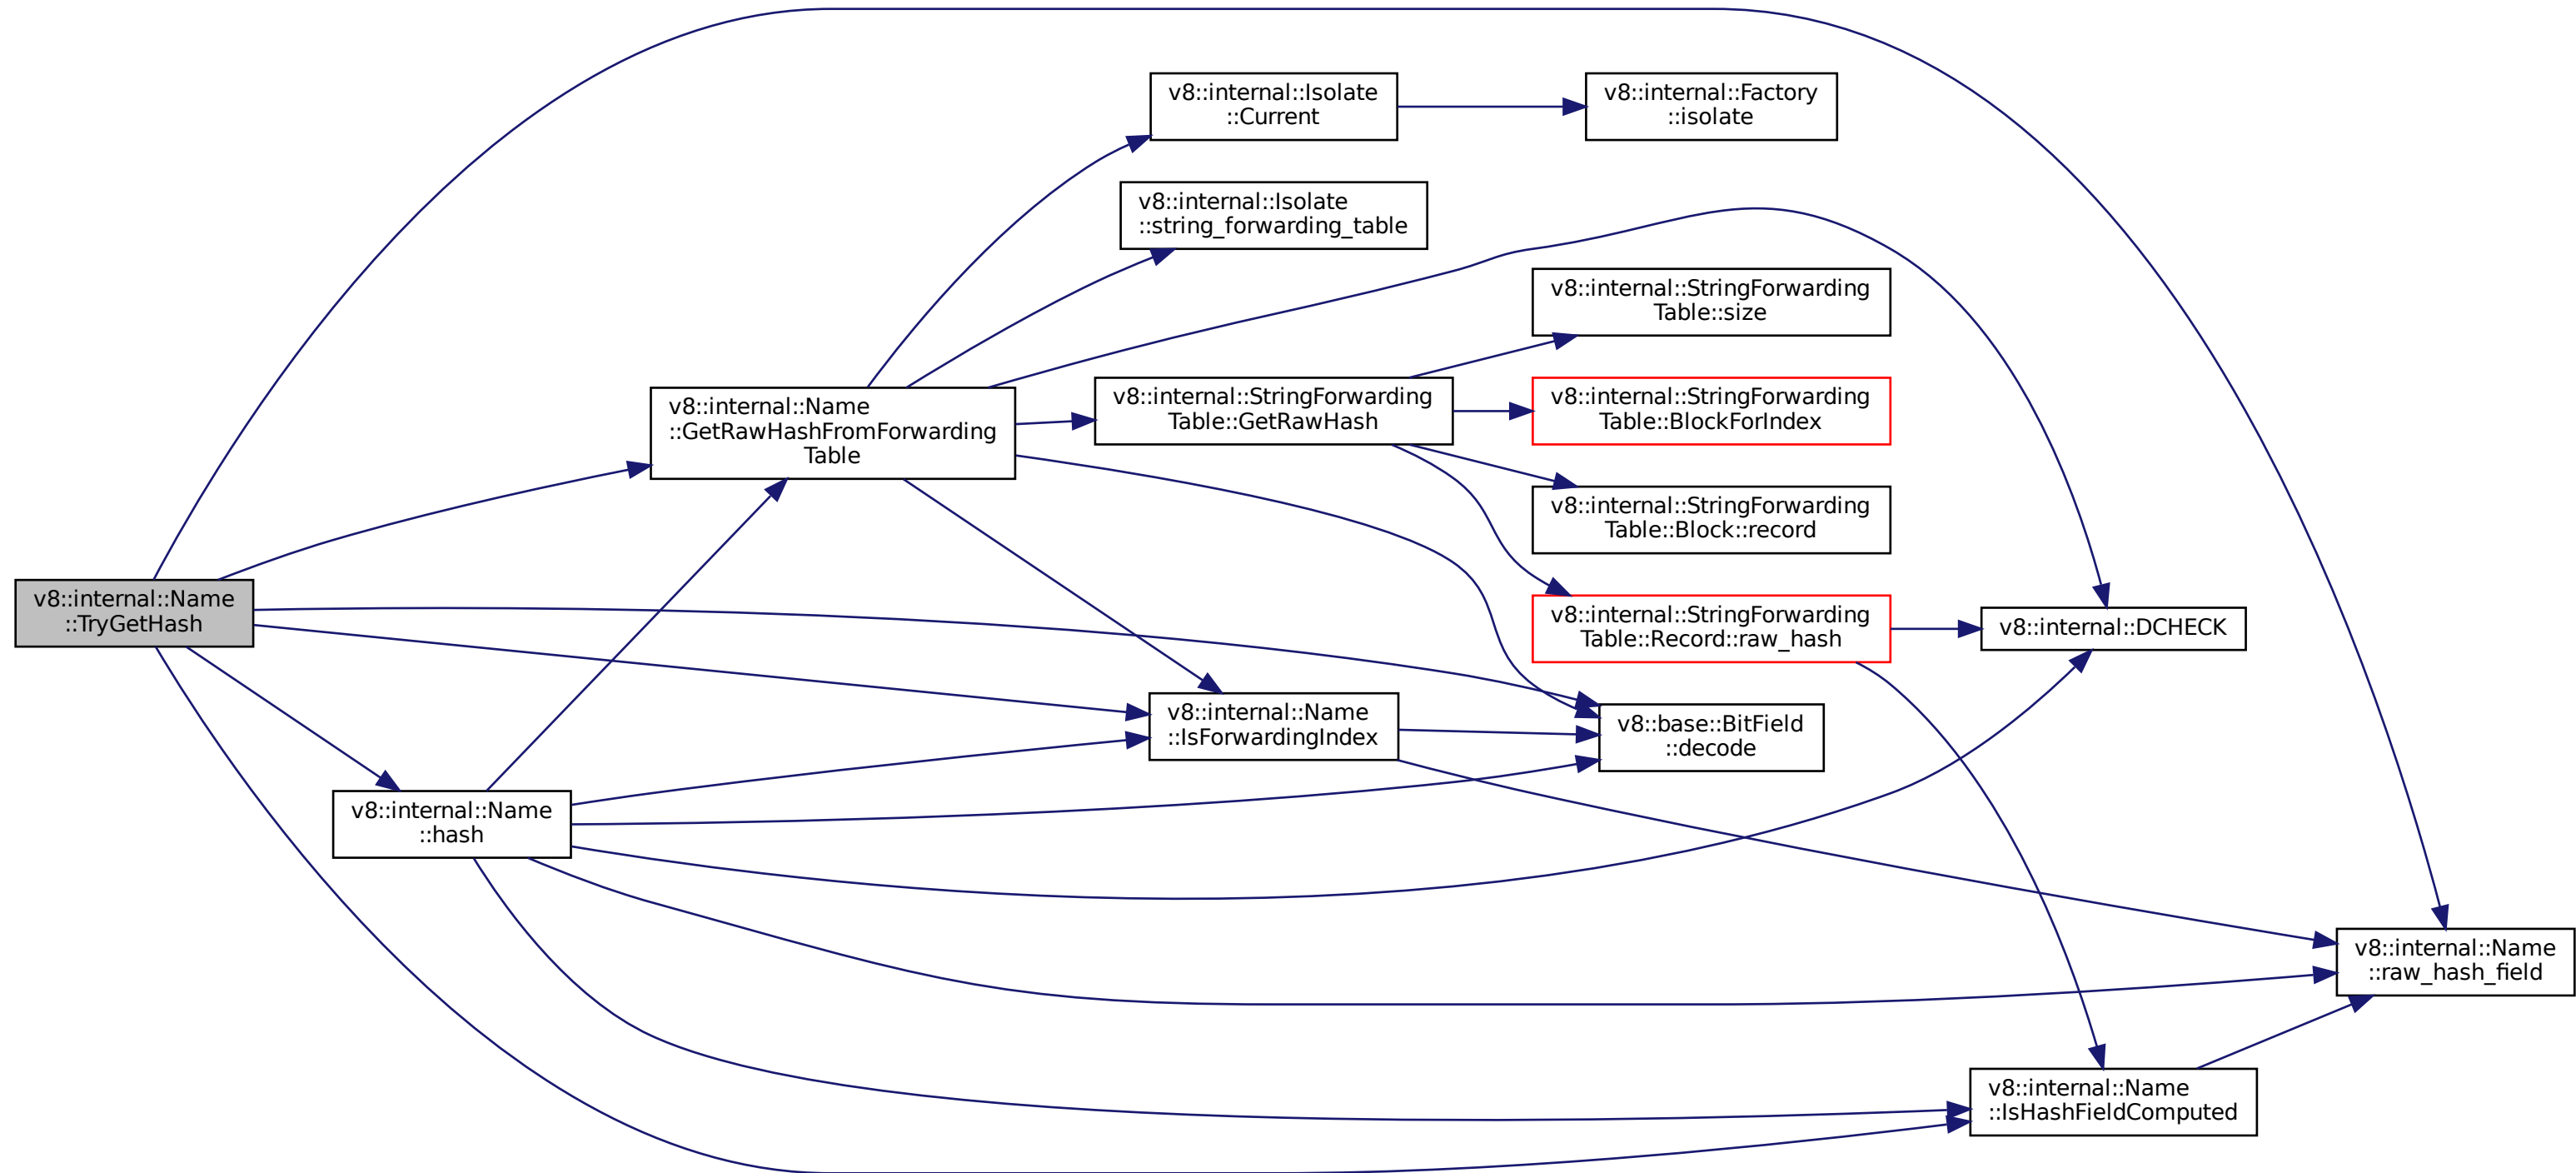 v8::internal::Isolate
::Current
v8::internal::Factory
::isolate
v8::internal::Isolate
::string_forwarding_table
v8::internal::StringForwarding
Table::size
v8::internal::Name
::GetRawHashFromForwarding
Table
v8::internal::StringForwarding
Table::GetRawHash
v8::internal::StringForwarding
Table::BlockForIndex
v8::internal::StringForwarding
Table::Block::record
v8::internal::Name
::TryGetHash
v8::internal::StringForwarding
Table::Record::raw_hash
v8::internal::DCHECK
v8::internal::Name
::IsForwardingIndex
v8::base::BitField
::decode
v8::internal::Name
::hash
v8::internal::Name
::raw_hash_field
v8::internal::Name
::IsHashFieldComputed